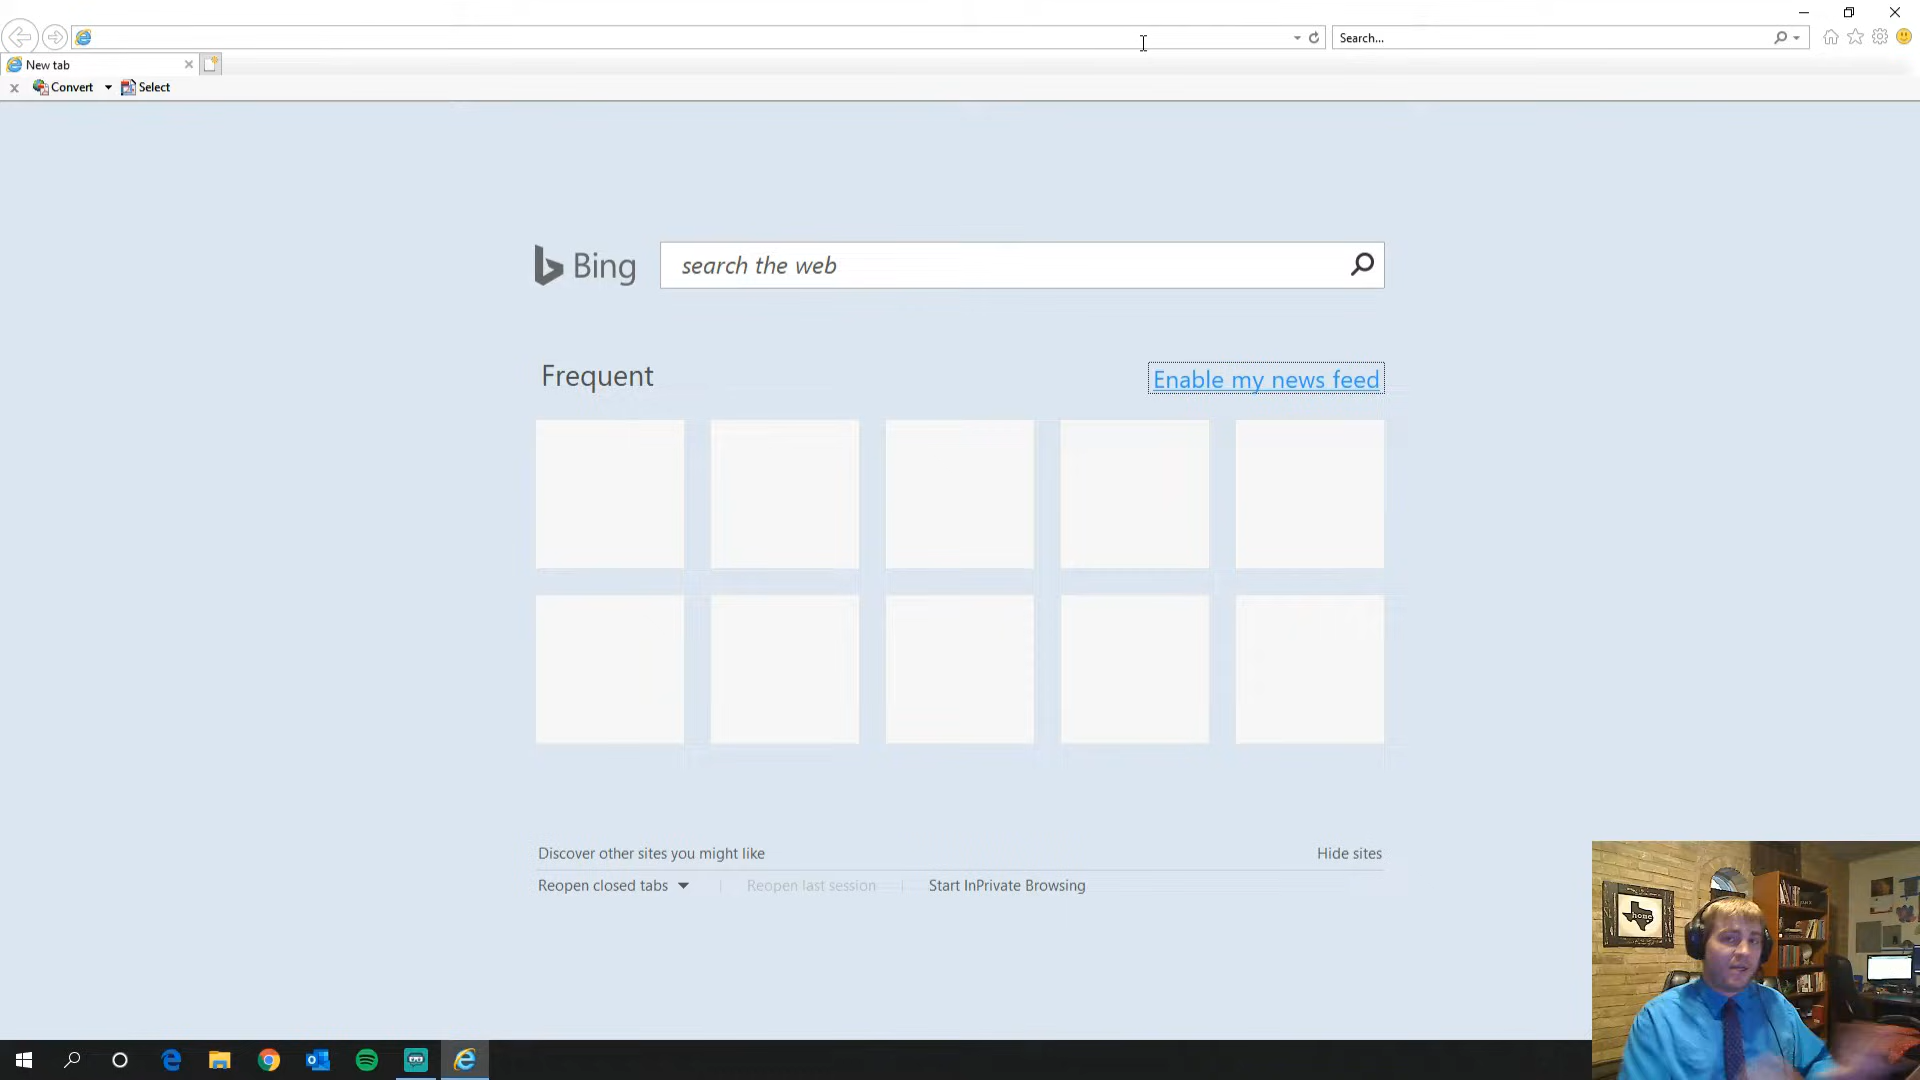 Search...
New tab
Convert
Select
Bing
search the web
Frequent
Enable my news feed
Discover other sites you might like
Hide sites
Reopen closed tabs
Reopen last session
Start InPrivate Browsing
home